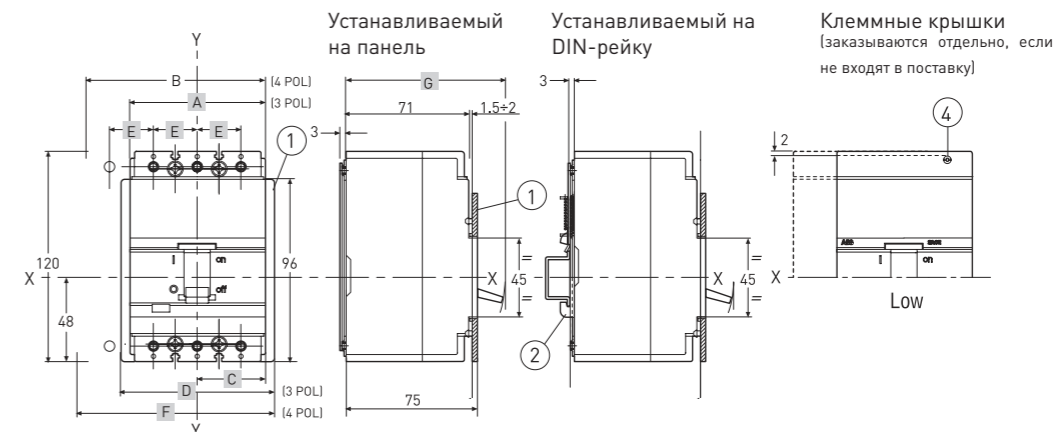 Устанавливаемый
на панель
Устанавливаемый на
DIN-рейку
Клеммные крышки
(заказываются отдельно, если
не входят в поставку)
Y
B (4 POL)
A (3 POL)
E E E
1
120
X
I on
O off
96
48
C
D (3 POL)
F (4 POL)
Y
G
71
1.5÷2
3
1
X
45
=
=
75
3
X
45
=
=
2
2
4
ABB
I on
X
Low